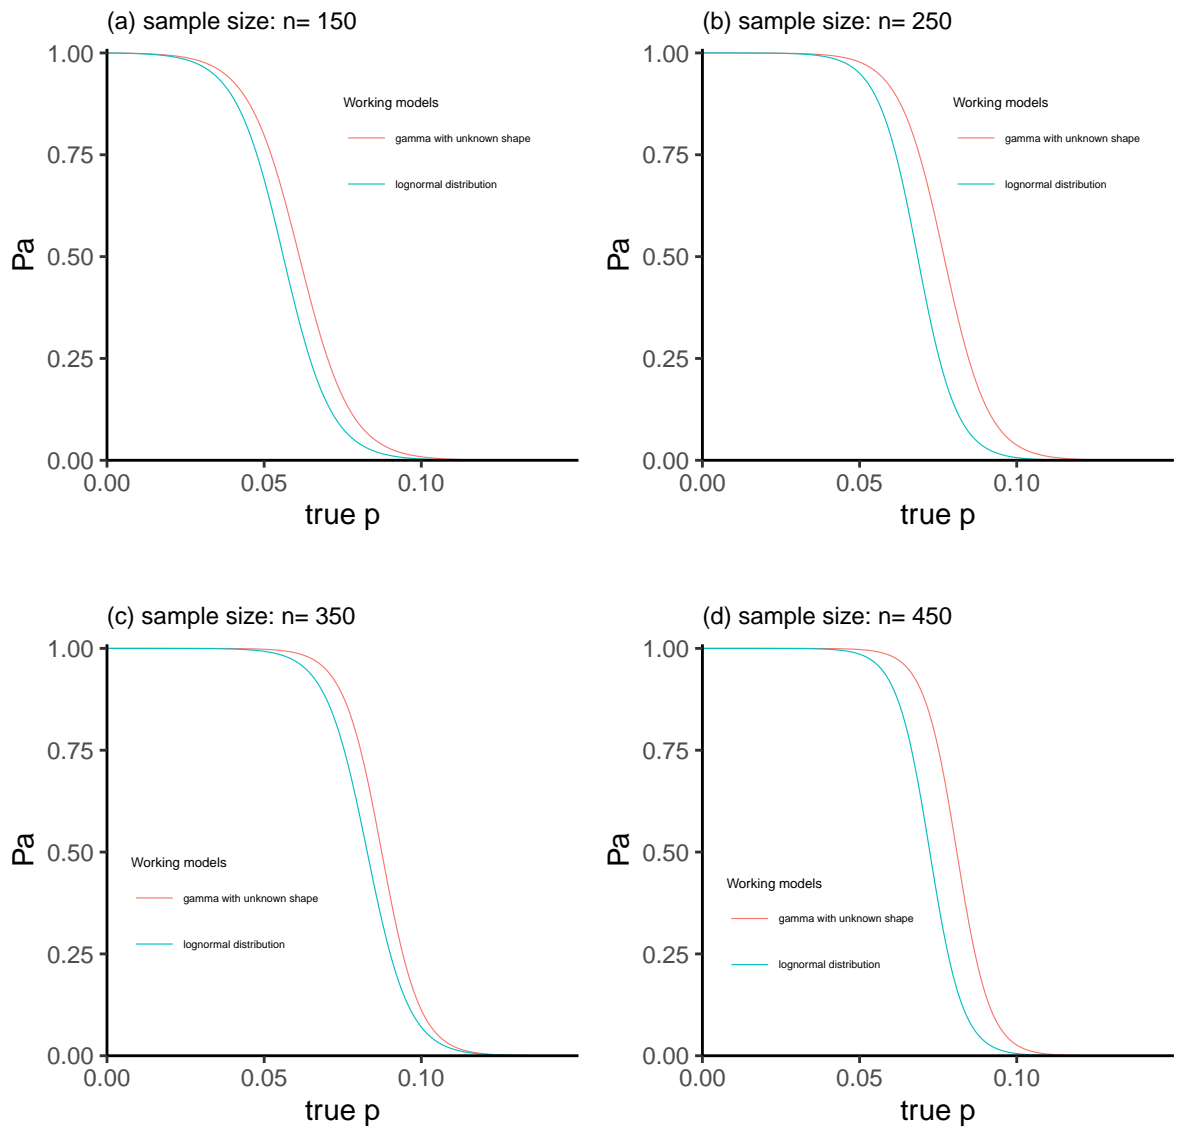 (a) sample size: n= 150
1.00
0.75
0.50
0.25
0.00
Pa
Working models
gamma with unknown shape
lognormal distribution
0.00 0.05 0.10
true p
(b) sample size: n= 250
1.00
0.75
0.50
0.25
0.00
Pa
Working models
gamma with unknown shape
lognormal distribution
0.00 0.05 0.10
true p
(c) sample size: n= 350
1.00
0.75
0.50
0.25
0.00
Pa
Working models
gamma with unknown shape
lognormal distribution
0.00 0.05 0.10
true p
(d) sample size: n= 450
1.00
0.75
0.50
0.25
0.00
Pa
Working models
gamma with unknown shape
lognormal distribution
0.00 0.05 0.10
true p